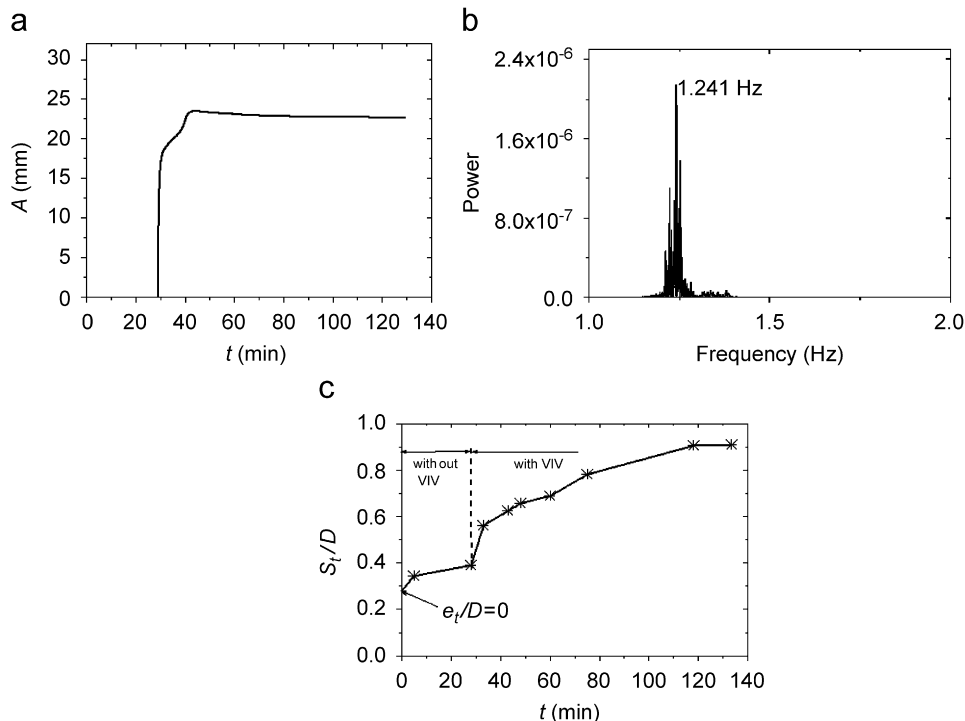 a
A (mm)
35
30
25
20
15
10
5
0
0 20 40 60 80 100 120 140
t (min)
b
Power
2.4x10⁻⁶
1.6x10⁻⁶
8.0x10⁻⁷
0.0
1.241 Hz
1.0 1.5 2.0
Frequency (Hz)
c
Sₜ/D
1.0
0.8
0.6
0.4
0.2
0.0
with out
VIV
with VIV
eₜ/D=0
0 20 40 60 80 100 120 140
t (min)